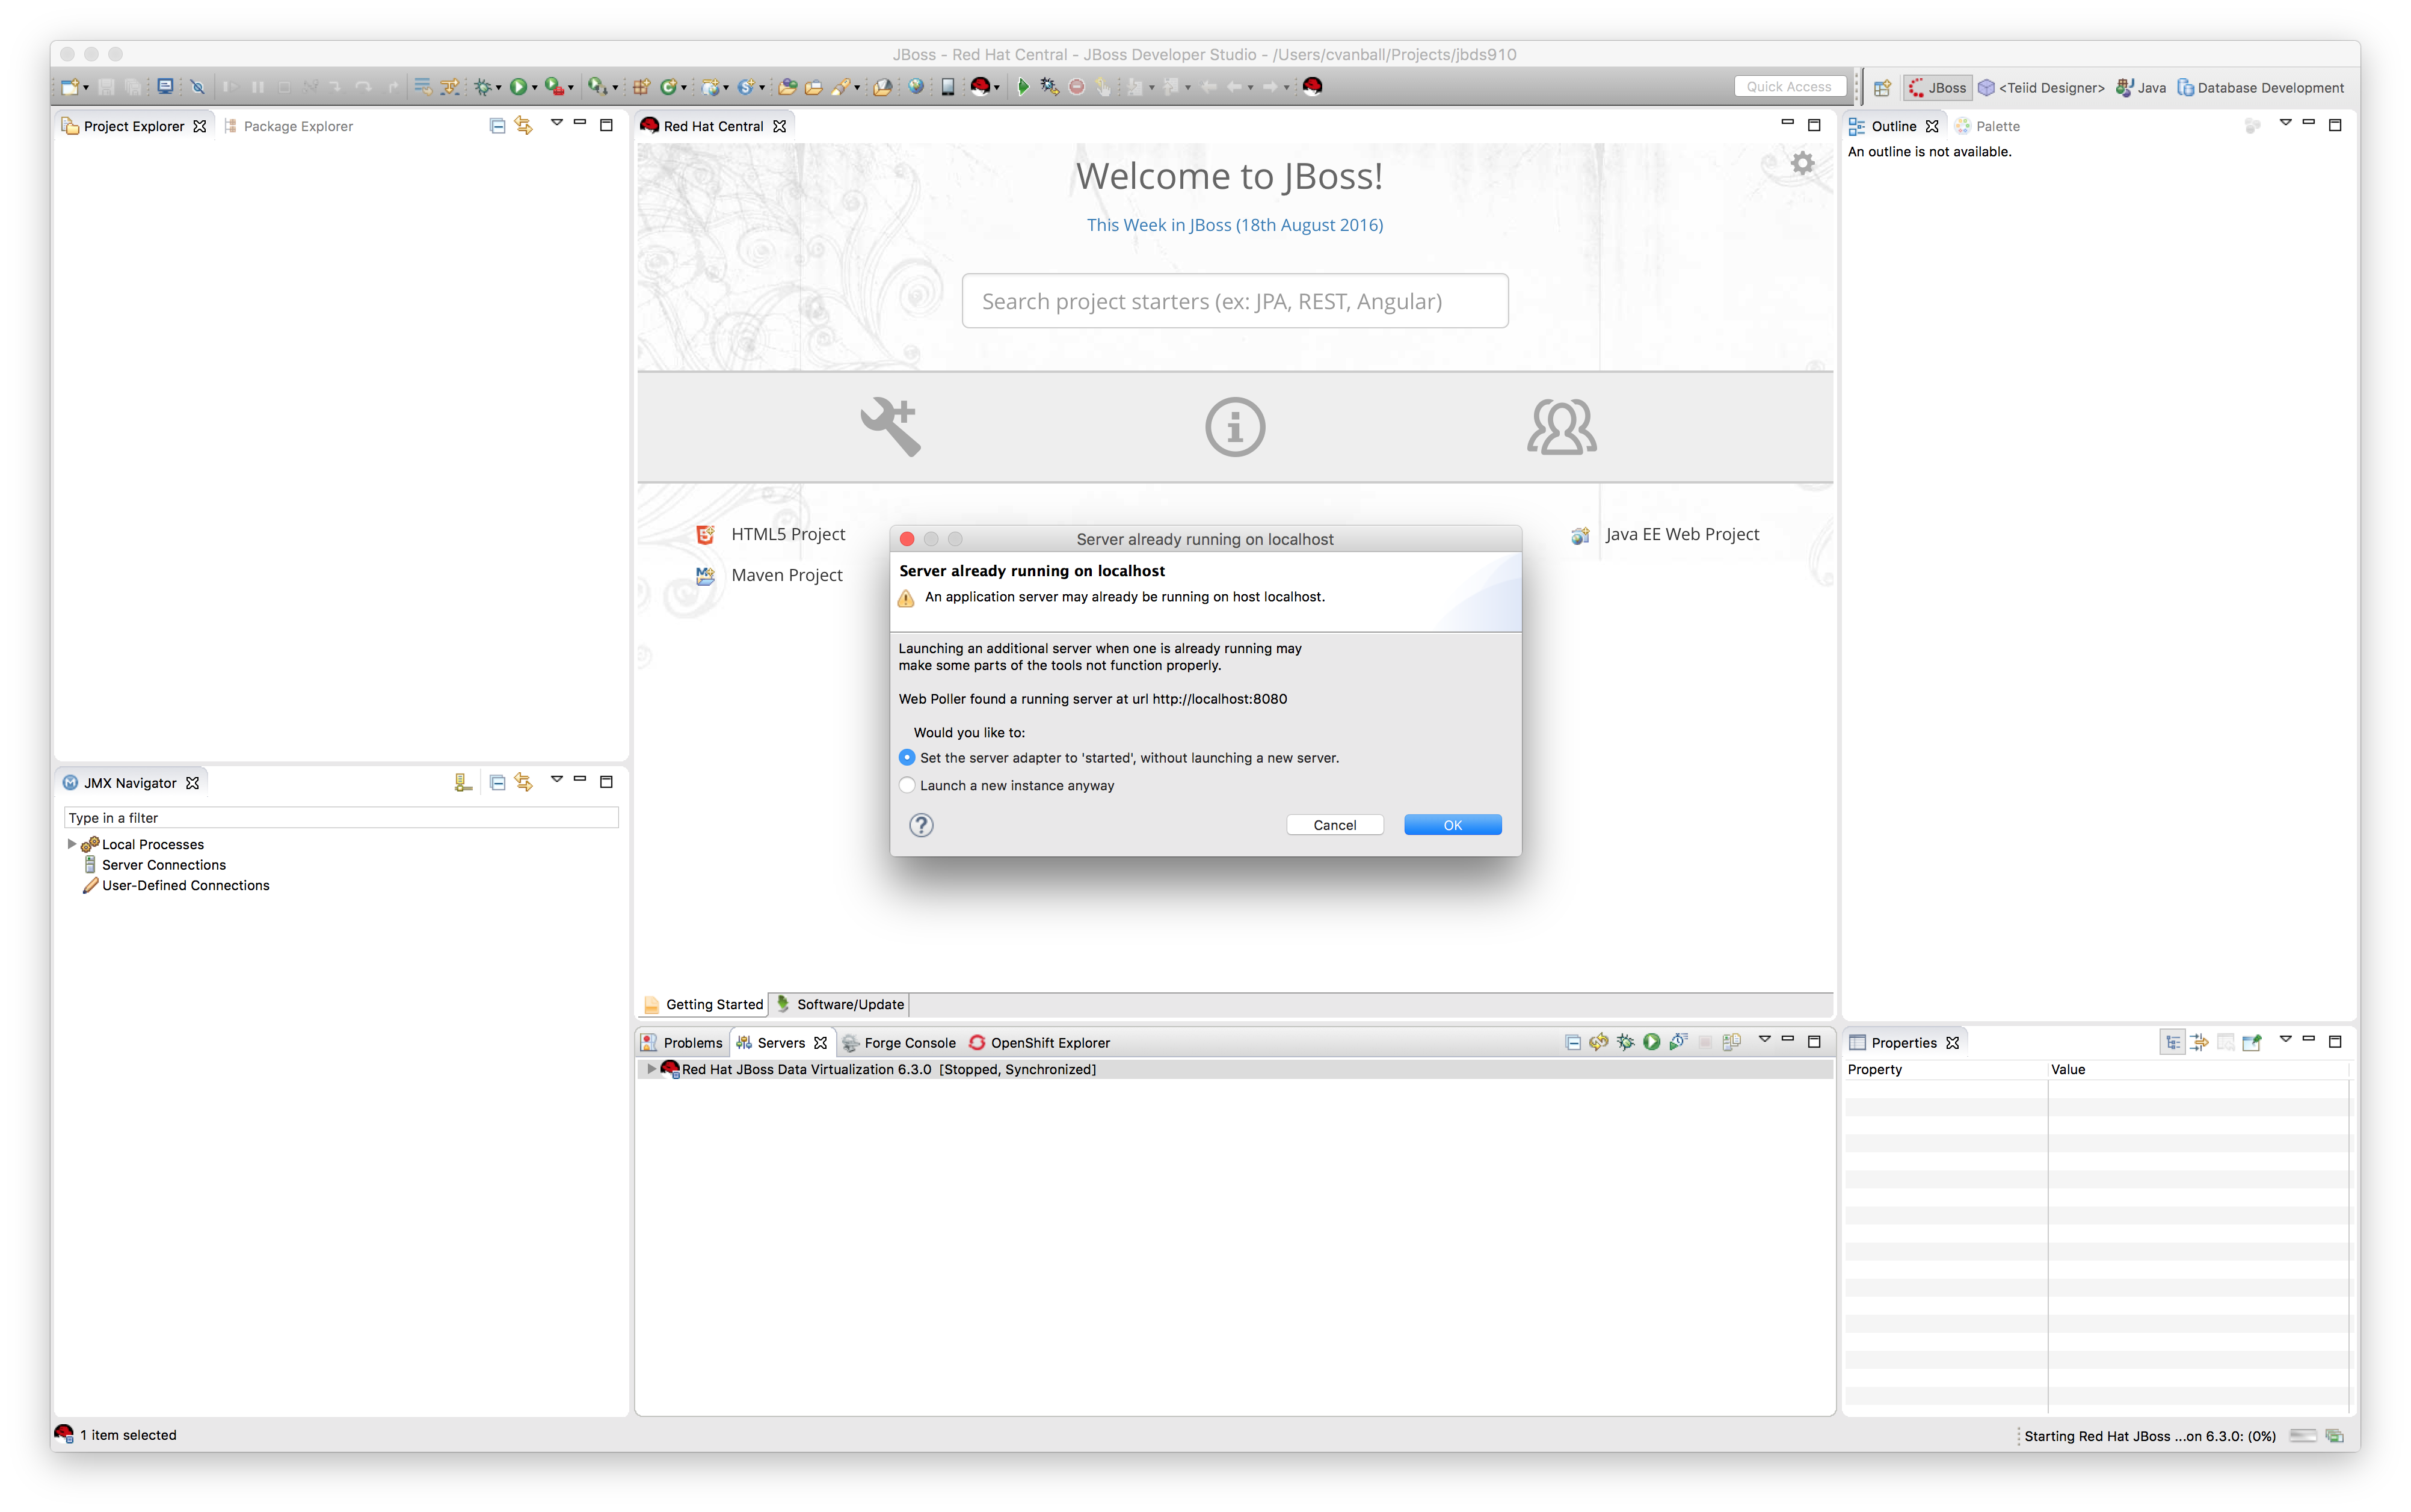 JBoss - Red Hat Central - JBoss Developer Studio - /Users/cvanball/Projects/jbds910
Quick Access
JBoss
<Teiid Designer>
Java
Database Development
Project Explorer
Package Explorer
Red Hat Central
Outline
Palette
An outline is not available.
Welcome to JBoss!
This Week in JBoss (18th August 2016)
Search project starters (ex: JPA, REST, Angular)
HTML5 Project
Java EE Web Project
Maven Project
Server already running on localhost
Server already running on localhost
An application server may already be running on host localhost.
Launching an additional server when one is already running may
make some parts of the tools not function properly.
Web Poller found a running server at url http://localhost:8080
Would you like to:
Set the server adapter to 'started', without launching a new server.
Launch a new instance anyway
Cancel
OK
JMX Navigator
Type in a filter
Local Processes
Server Connections
User-Defined Connections
Getting Started
Software/Update
Problems
Servers
Forge Console
OpenShift Explorer
Red Hat JBoss Data Virtualization 6.3.0 [Stopped, Synchronized]
Properties
Property
Value
1 item selected
Starting Red Hat JBoss ...on 6.3.0: (0%)